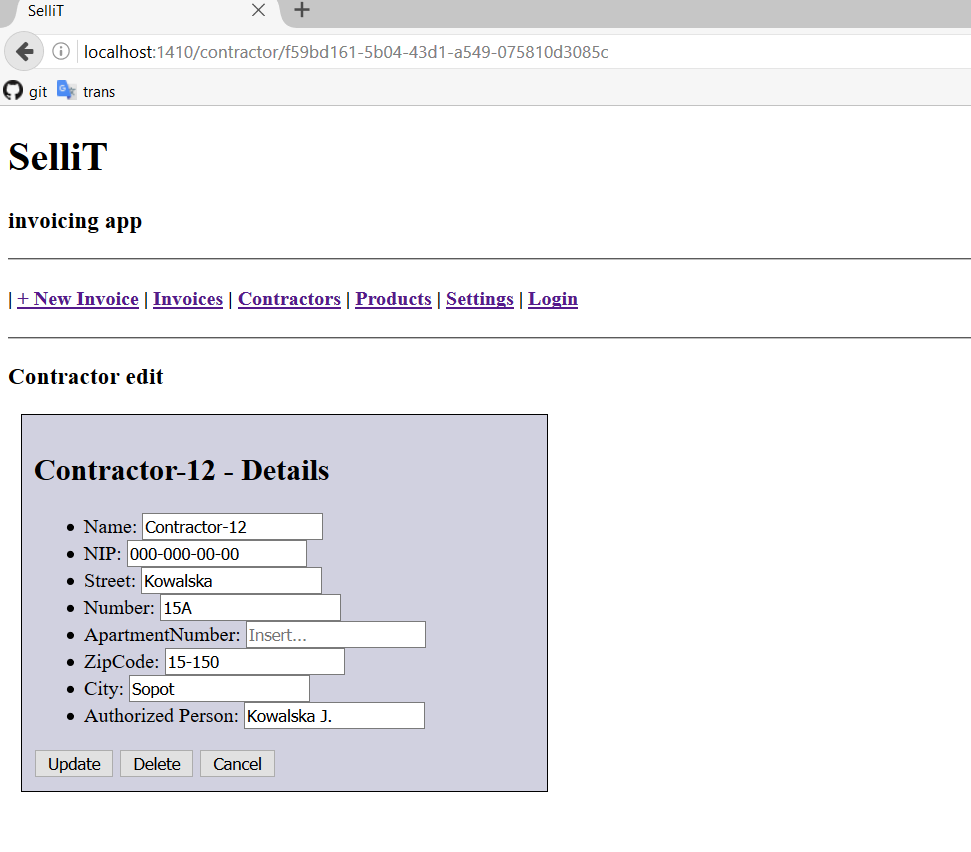 SelliT
localhost:1410/contractor/f59bd161-5b04-43d1-a549-075810d3085c
git trans
SelliT
invoicing app
| + New Invoice | Invoices | Contractors | Products | Settings | Login
Contractor edit
Contractor-12 - Details
Name: Contractor-12
NIP: 000-000-00-00
Street: Kowalska
Number: 15A
ApartmentNumber: Insert...
ZipCode: 15-150
City: Sopot
Authorized Person: Kowalska J.
Update Delete Cancel